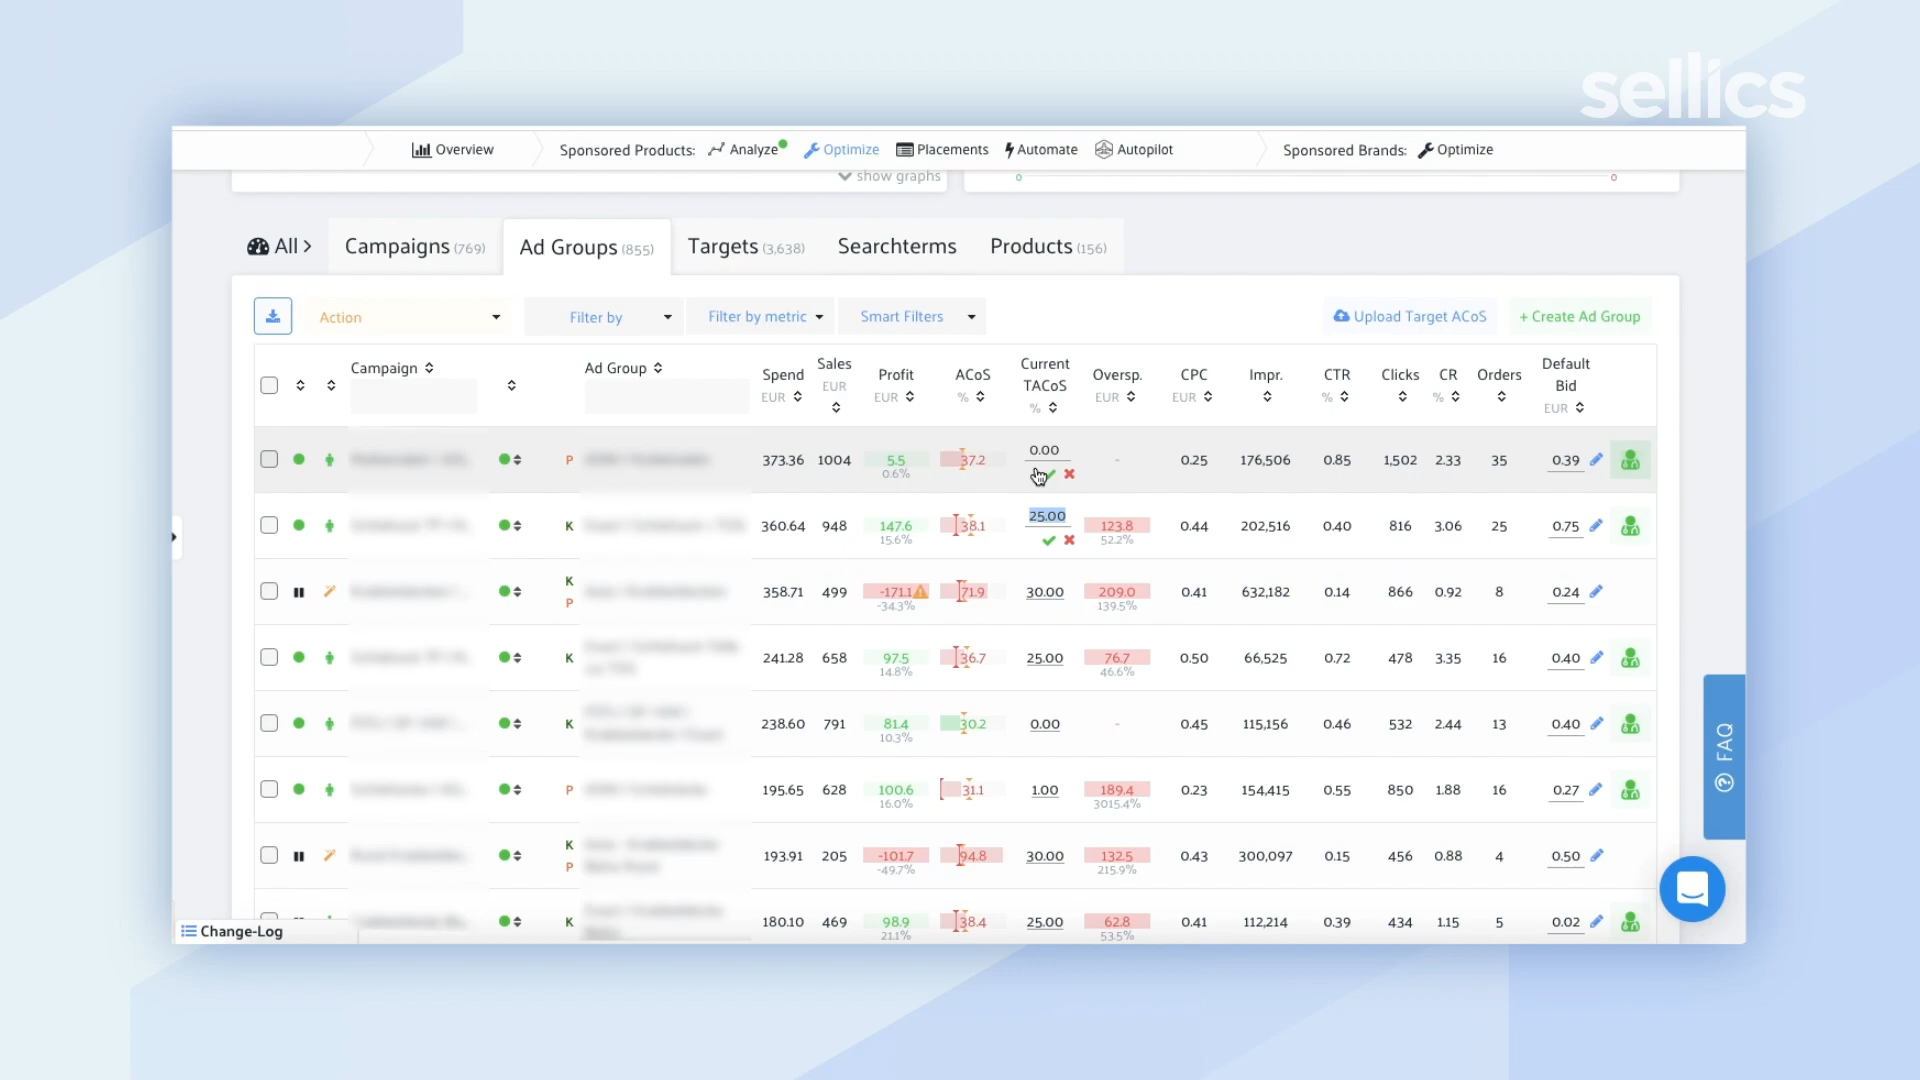 sellics
Overview Sponsored Products: Analyze Optimize Placements Automate Autopilot Sponsored Brands: Optimize
show graphs 0 0
All Campaigns (769) Ad Groups (855) Targets (3,638) Searchterms Products (156)
Action Filter by Filter by metric Smart Filters Upload Target ACoS + Create Ad Group
Campaign Ad Group Spend EUR Sales EUR Profit EUR ACoS % Current TACoS % Oversp. EUR CPC EUR Impr. CTR % Clicks CR % Orders Default Bid EUR
P 373.36 1004 5.5 0.6% 37.2 0.00 - 0.25 176,506 0.85 1,502 2.33 35 0.39
K 360.64 948 147.6 15.6% 38.1 25.00 123.8 52.2% 0.44 202,516 0.40 816 3.06 25 0.75
K P 358.71 499 -171.1 -34.3% 71.9 30.00 209.0 139.5% 0.41 632,182 0.14 866 0.92 8 0.24
K 241.28 658 97.5 14.8% 36.7 25.00 76.7 46.6% 0.50 66,525 0.72 478 3.35 16 0.40
K 238.60 791 81.4 10.3% 30.2 0.00 - 0.45 115,156 0.46 532 2.44 13 0.40
P 195.65 628 100.6 16.0% 31.1 1.00 189.4 3015.4% 0.23 154,415 0.55 850 1.88 16 0.27
K P 193.91 205 -101.7 -49.7% 94.8 30.00 132.5 215.9% 0.43 300,097 0.15 456 0.88 4 0.50
K 180.10 469 98.9 21.1% 38.4 25.00 62.8 53.5% 0.41 112,214 0.39 434 1.15 5 0.02
Change-Log
FAQ